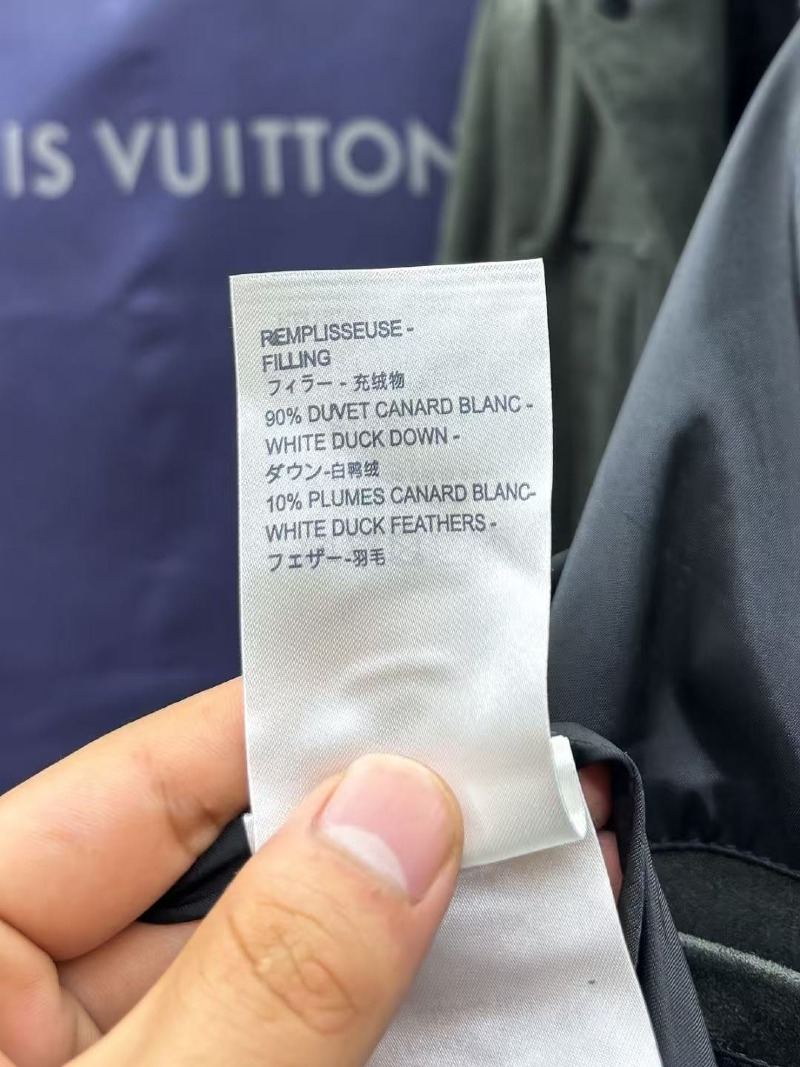 IS VUITTON
REMPLISSEUSE -
FILLING
フィラー - 充绒物
90% DUVET CANARD BLANC -
WHITE DUCK DOWN -
ダウン-白鸭绒
10% PLUMES CANARD BLANC-
WHITE DUCK FEATHERS -
フェザー-羽毛